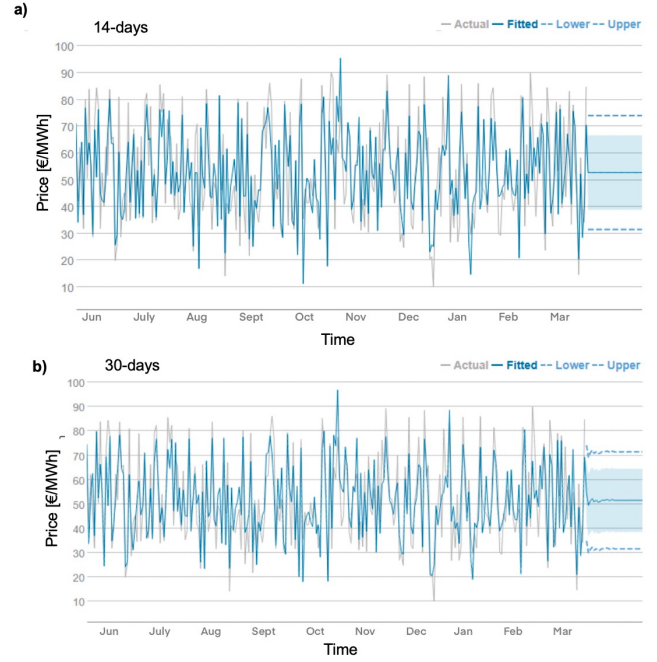 a)
14-days
Actual Fitted Lower Upper
100
90
80
70
60
50
40
30
20
10
Price [€/MWh]
Jun July Aug Sept Oct Nov Dec Jan Feb Mar
Time
b)
30-days
Actual Fitted Lower Upper
100
90
80
70
60
50
40
30
20
10
Price [€/MWh]
Jun July Aug Sept Oct Nov Dec Jan Feb Mar
Time